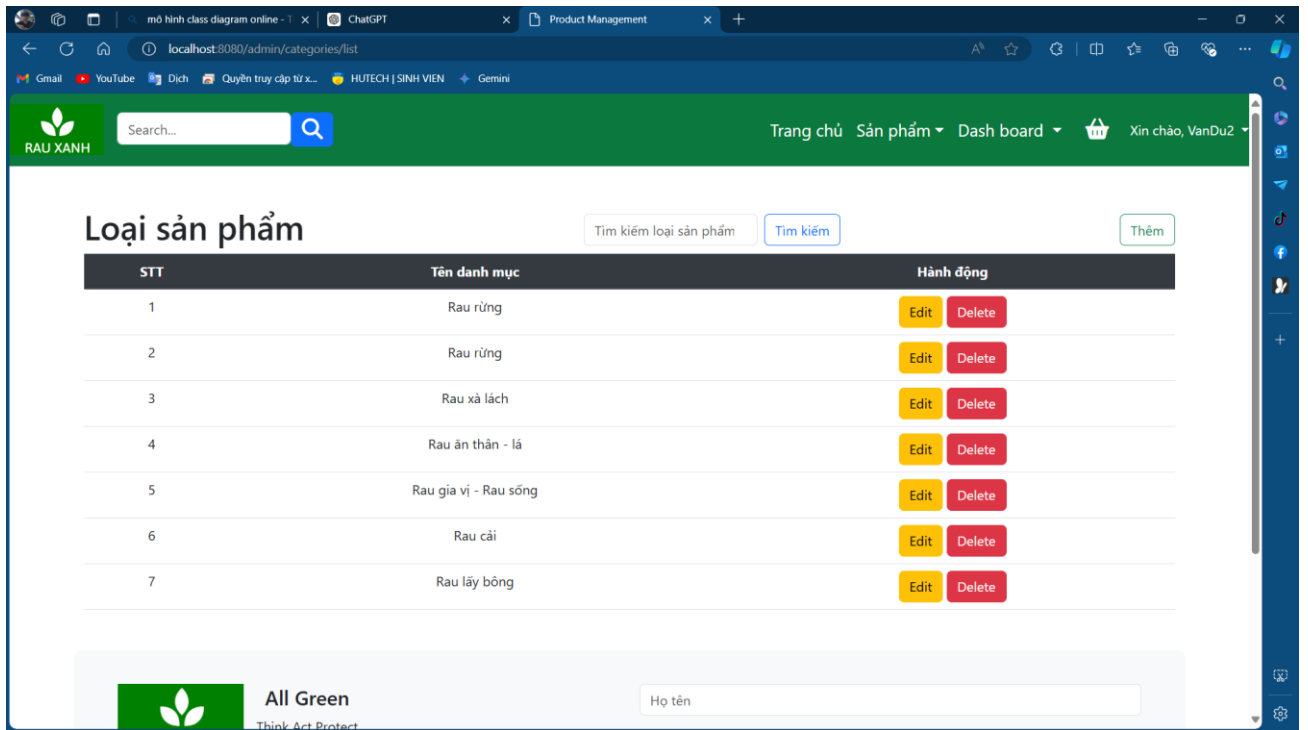 mô hình class diagram online - T
ChatGPT
Product Management
localhost:8080/admin/categories/list
Gmail YouTube Dịch Quyền truy cập từ x... HUTECH | SINH VIEN Gemini
RAU XANH
Search...
Trang chủ Sản phẩm Dash board Xin chào, VanDu2
Loại sản phẩm
Tìm kiếm loại sản phẩm
Tìm kiếm
Thêm
STT Tên danh mục Hành động
1 Rau rừng Edit Delete
2 Rau rừng Edit Delete
3 Rau xà lách Edit Delete
4 Rau ăn thân - lá Edit Delete
5 Rau gia vị - Rau sống Edit Delete
6 Rau cải Edit Delete
7 Rau lấy bông Edit Delete
All Green
Think Act Protect
Họ tên